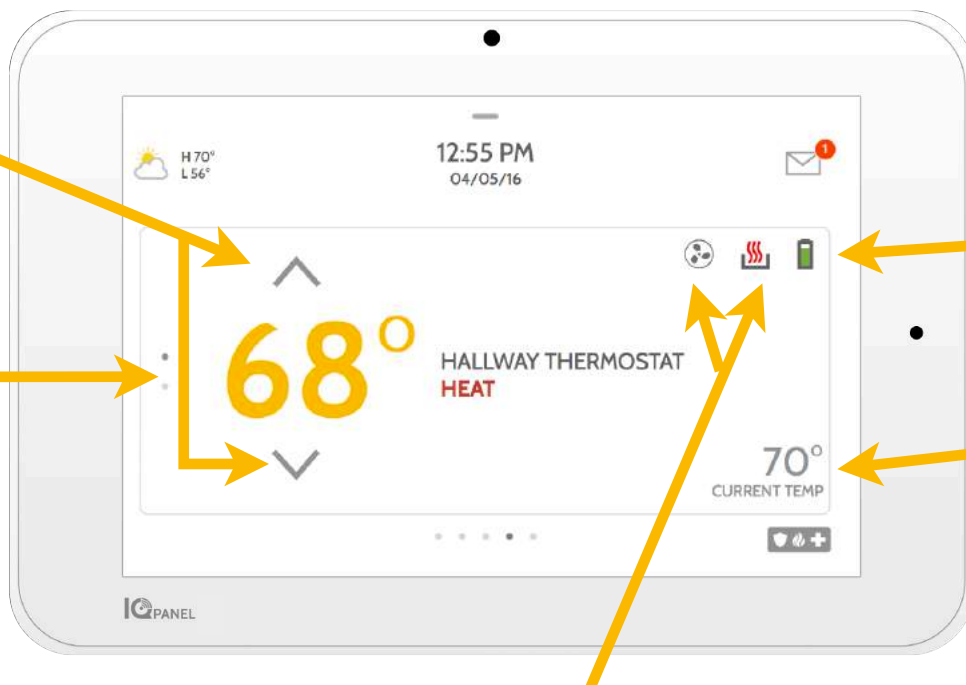 H 70°
L 56°
12:55 PM
04/05/16
1
68°
HALLWAY THERMOSTAT
HEAT
70°
CURRENT TEMP
IQ PANEL